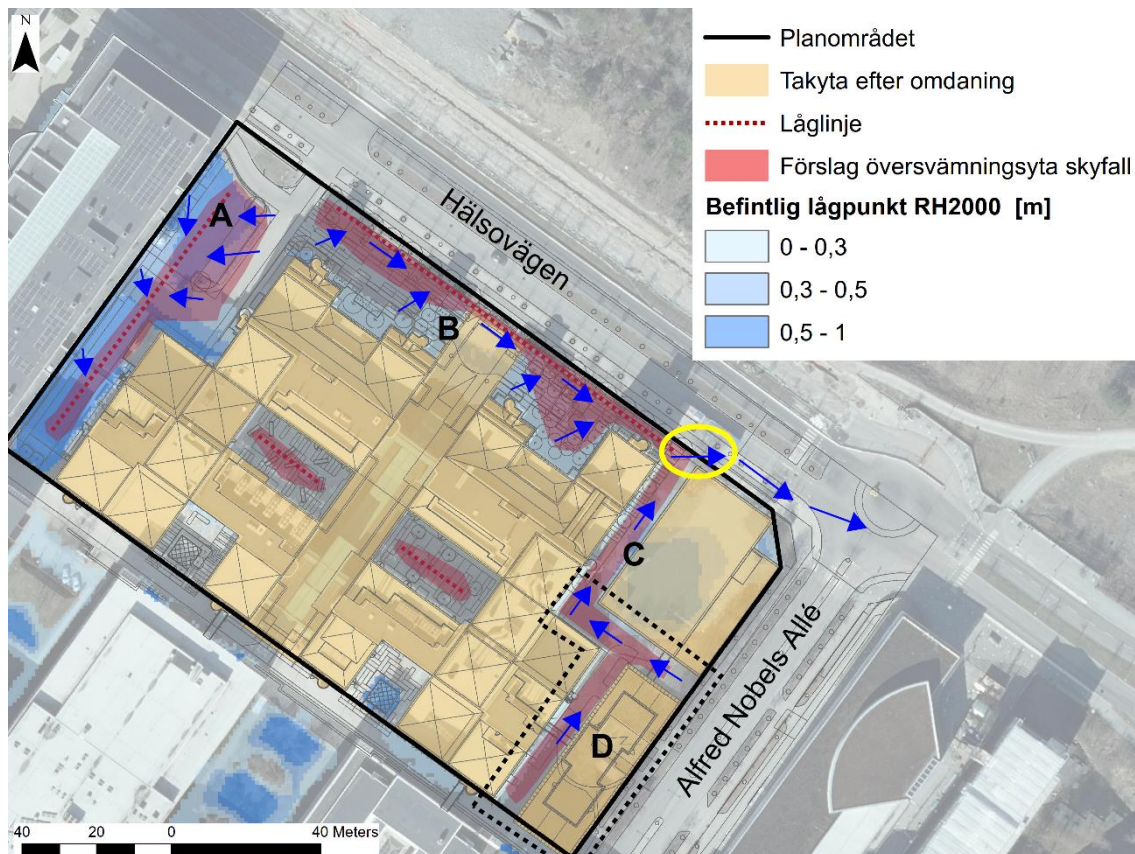 N
Planområdet
Takyta efter omdaning
Låglinje
Förslag översvämningsyta skyfall
Befintlig lågpunkt RH2000 [m]
0 - 0,3
0,3 - 0,5
0,5 - 1
Hälsovägen
A
B
C
D
Alfred Nobels Allé
40 20 0 40 Meters